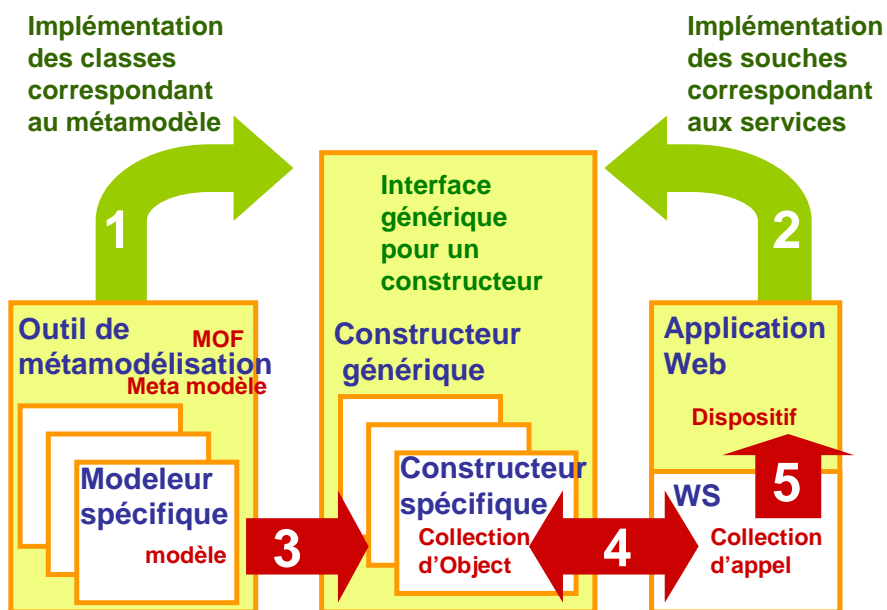 Implémentation
des classes
correspondant
au métamodèle
Implémentation
des souches
correspondant
aux services
1
Interface
générique
pour un
constructeur
2
Outil de
MOF
métamodélisation
Meta modèle
Modeleur
spécifique
modèle
3
Constructeur
générique
Constructeur
spécifique
Collection
d'Object
4
Application
Web
Dispositif
5
WS
Collection
d'appel